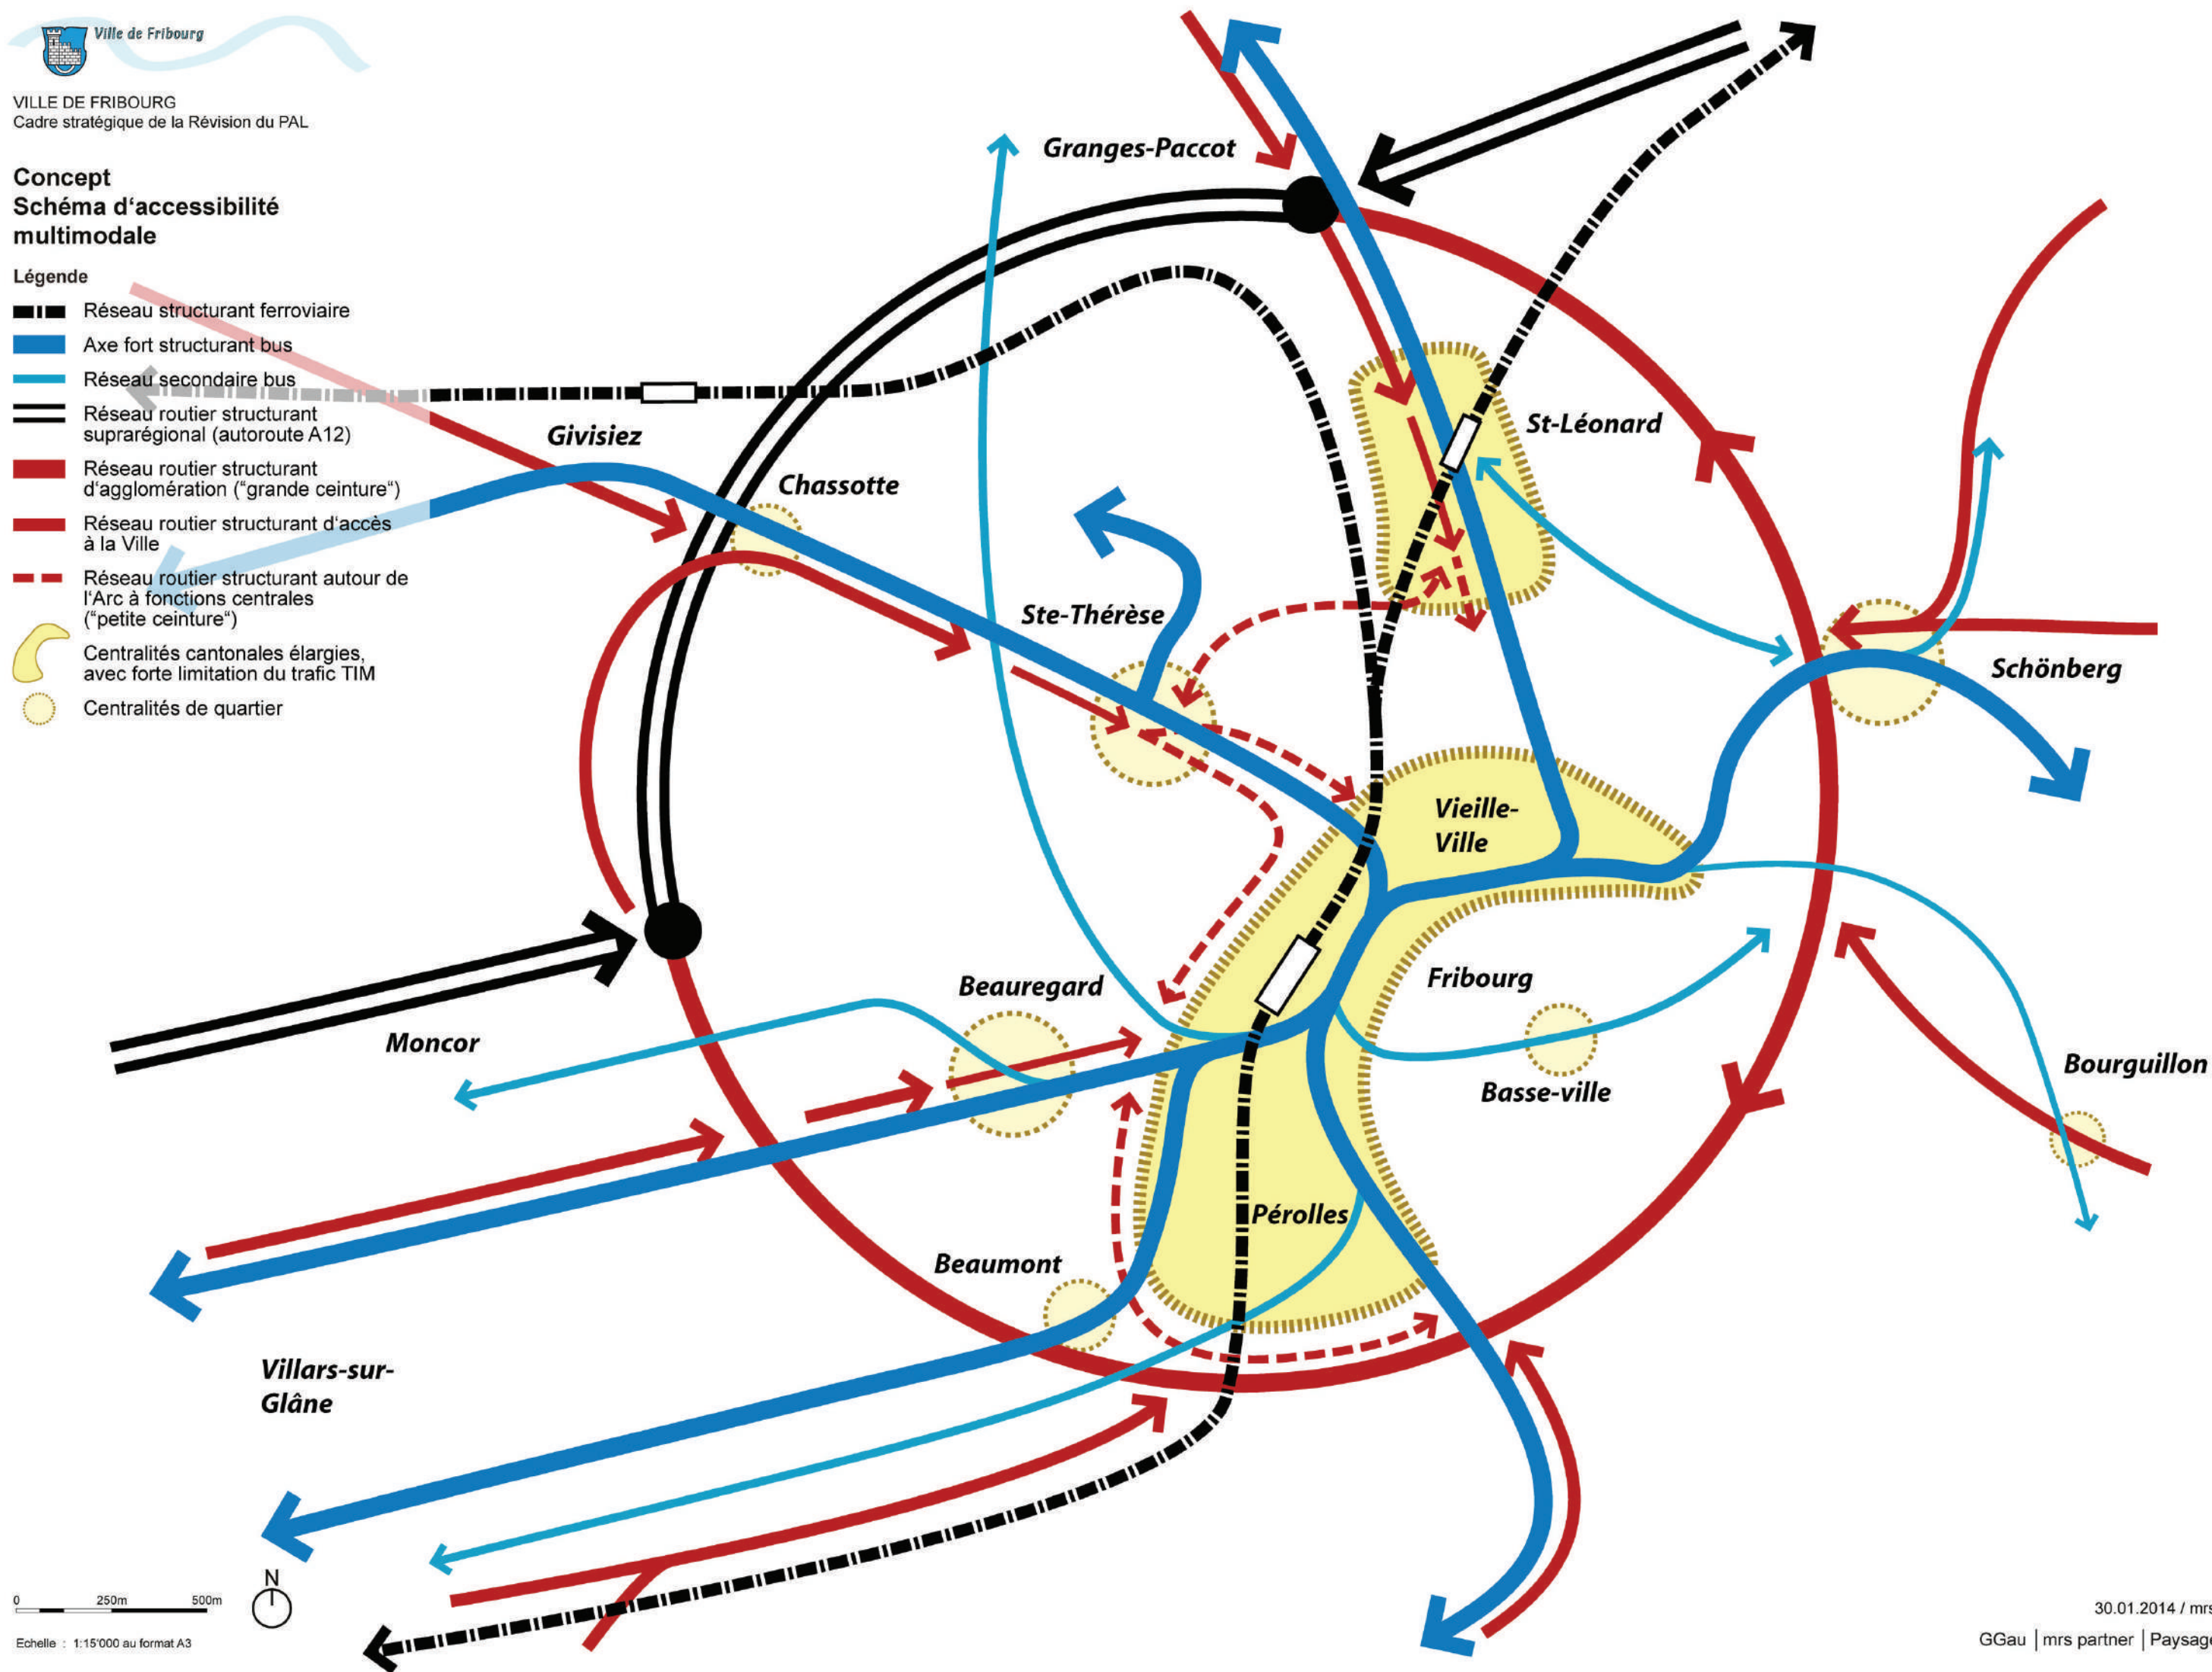 Ville de Fribourg
VILLE DE FRIBOURG
Cadre stratégique de la Révision du PAL
Concept
Schéma d‘accessibilité
multimodale
Légende
Réseau structurant ferroviaire
Axe fort structurant bus
Réseau secondaire bus
Réseau routier structurant
suprarégional (autoroute A12)
Réseau routier structurant
d‘agglomération (“grande ceinture“)
Réseau routier structurant d‘accès
à la Ville
Réseau routier structurant autour de
l‘Arc à fonctions centrales
(“petite ceinture“)
Centralités cantonales élargies,
avec forte limitation du trafic TIM
Centralités de quartier
Granges-Paccot
Givisiez
St-Léonard
Chassotte
Ste-Thérèse
Schönberg
Vieille-
Ville
Beauregard
Fribourg
Moncor
Bourguillon
Basse-ville
Pérolles
Beaumont
Villars-sur-
Glâne
N
0 250m 500m
Echelle : 1:15'000 au format A3
30.01.2014 / mrs
GGau | mrs partner | Paysage